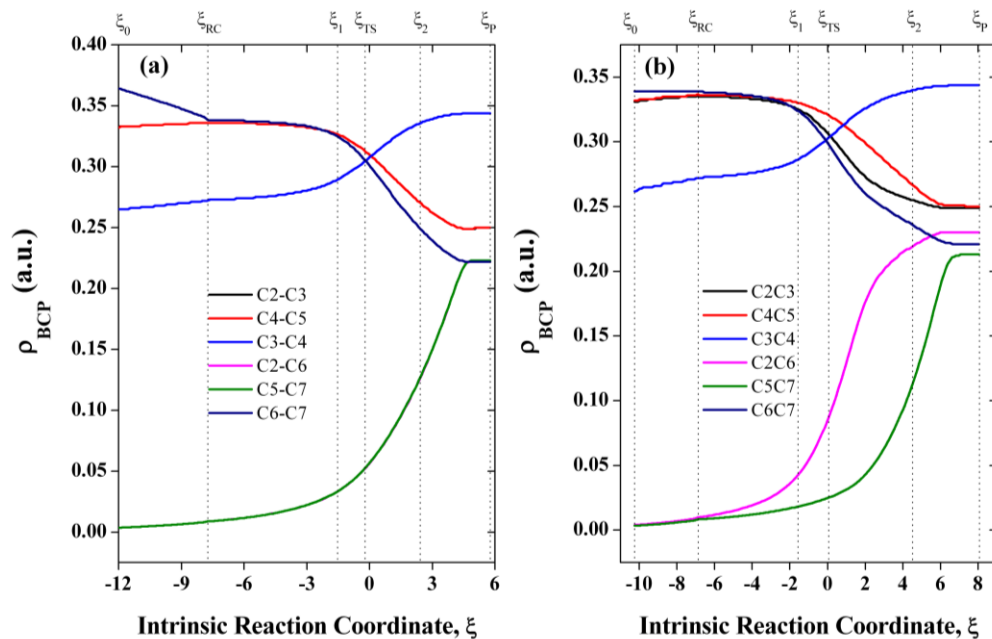 ξ0 ξRC ξ1 ξTS ξ2 ξP
(a)
0.40
0.35
0.30
0.25
0.20
0.15
0.10
0.05
0.00
ρBCP (a.u.)
C2-C3
C4-C5
C3-C4
C2-C6
C5-C7
C6-C7
-12 -9 -6 -3 0 3 6
Intrinsic Reaction Coordinate, ξ
ξ0 ξRC ξ1 ξTS ξ2 ξP
(b)
0.35
0.30
0.25
0.20
0.15
0.10
0.05
0.00
ρBCP (a.u.)
C2C3
C4C5
C3C4
C2C6
C5C7
C6C7
-10 -8 -6 -4 -2 0 2 4 6 8
Intrinsic Reaction Coordinate, ξ